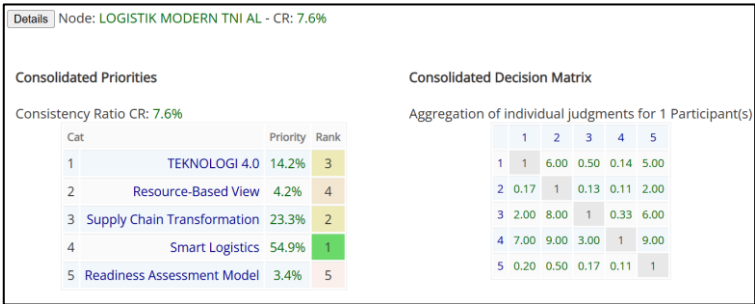 Details Node: LOGISTIK MODERN TNI AL - CR: 7.6%
Consolidated Priorities
Consistency Ratio CR: 7.6%
Cat Priority Rank
1 TEKNOLOGI 4.0 14.2% 3
2 Resource-Based View 4.2% 4
3 Supply Chain Transformation 23.3% 2
4 Smart Logistics 54.9% 1
5 Readiness Assessment Model 3.4% 5
Consolidated Decision Matrix
Aggregation of individual judgments for 1 Participant(s)
1 2 3 4 5
1 1 6.00 0.50 0.14 5.00
2 0.17 1 0.13 0.11 2.00
3 2.00 8.00 1 0.33 6.00
4 7.00 9.00 3.00 1 9.00
5 0.20 0.50 0.17 0.11 1